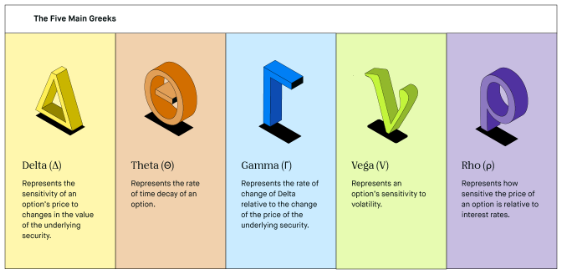 The Five Main Greeks
Delta (Δ)
Represents the
sensitivity of an
option's price to
changes in the value
of the underlying
security.
Theta (Θ)
Represents the rate
of time decay of an
option.
Gamma (Γ)
Represents the rate of
change of Delta
relative to the change
of the price of the
underlying security.
Vega (V)
Represents an
option's sensitivity to
volatility.
Rho (ρ)
Represents how
sensitive the price of
an option is relative to
interest rates.